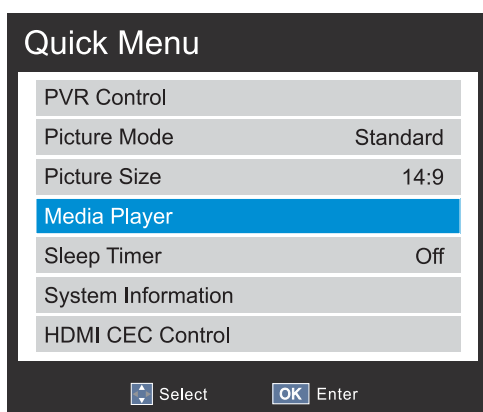 Quick Menu
PVR Control
Picture Mode Standard
Picture Size 14:9
Media Player
Sleep Timer Off
System Information
HDMI CEC Control
Select OK Enter